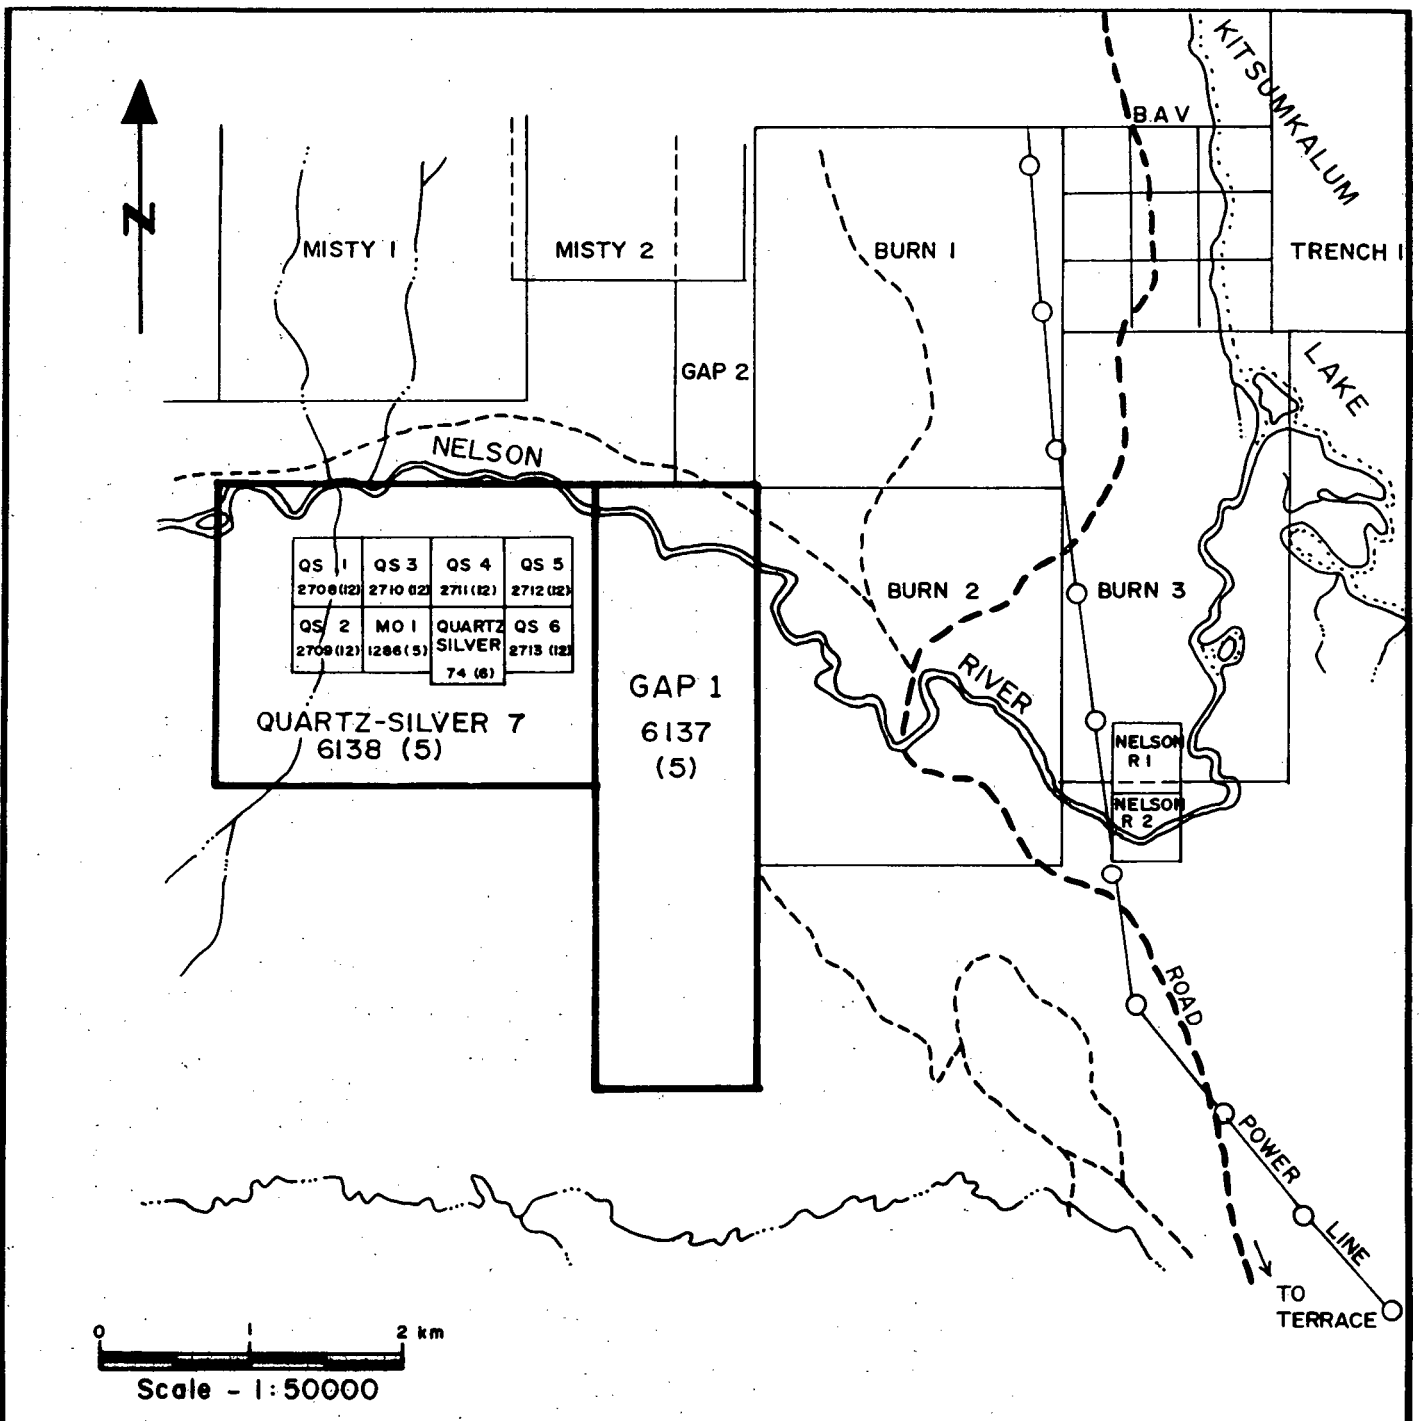 KITSUMKALUM
BAV
N
MISTY 1
MISTY 2
BURN 1
TRENCH 1
GAP 2
LAKE
NELSON
QS 1
2708(12)
QS 3
2710(12)
QS 4
2711(12)
QS 5
2712(12)
BURN 2
BURN 3
QS 2
2709(12)
MO 1
1286(5)
QUARTZ
SILVER
74 (6)
QS 6
2713 (12)
RIVER
GAP 1
6137
(5)
QUARTZ-SILVER 7
6138 (5)
NELSON
R 1
NELSON
R 2
ROAD
POWER
LINE
TO
TERRACE
0 1 2 km
Scale - 1:50000